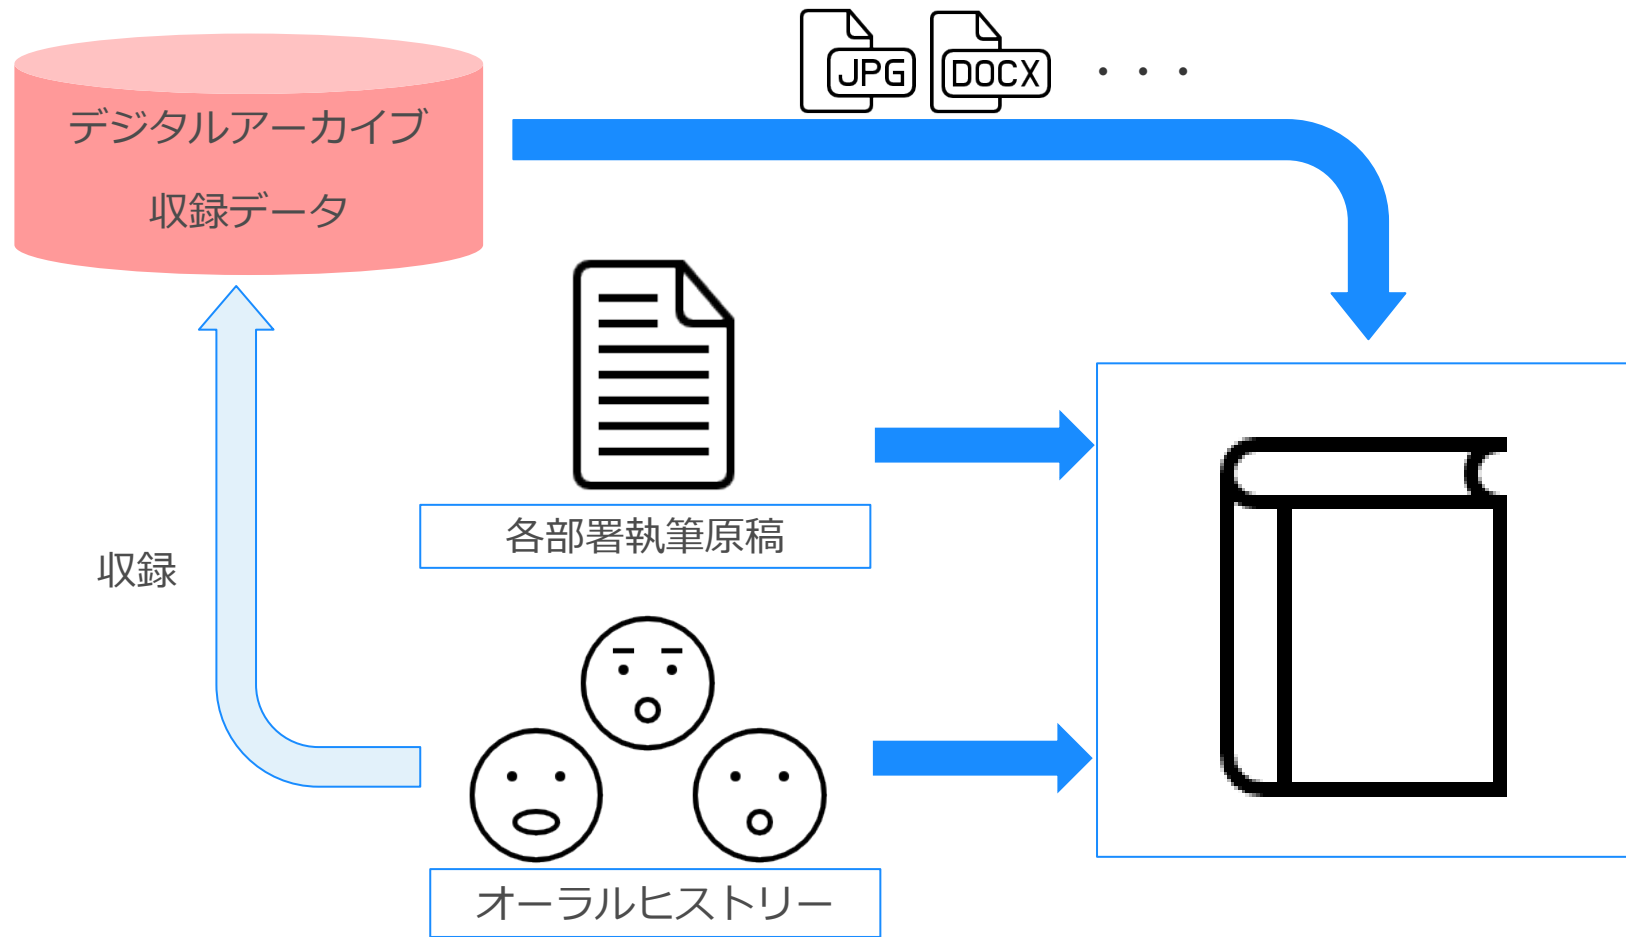 JPG
DOCX
・・・
デジタルアーカイブ
収録データ
各部署執筆原稿
収録
オーラルヒストリー